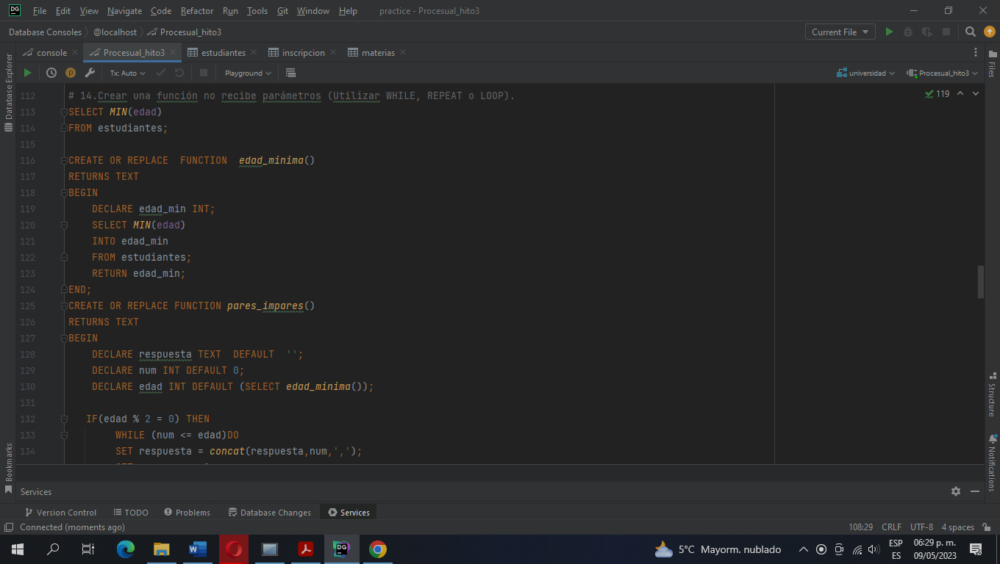 DG File Edit View Navigate Code Refactor Run Tools Git Window Help practice - Procesual_hito3
Database Consoles @localhost Procesual_hito3 Current File
console Procesual_hito3 estudiantes inscripcion materias
Tx: Auto Playground universidad Procesual_hito3
Database Explorer
Files
119
112 # 14.Crear una función no recibe parámetros (Utilizar WHILE, REPEAT o LOOP).
113 SELECT MIN(edad)
114 FROM estudiantes;
115
116 CREATE OR REPLACE  FUNCTION  edad_minima()
117 RETURNS TEXT
118 BEGIN
119     DECLARE edad_min INT;
120     SELECT MIN(edad)
121     INTO edad_min
122     FROM estudiantes;
123     RETURN edad_min;
124 END;
125 CREATE OR REPLACE FUNCTION pares_impares()
126 RETURNS TEXT
127 BEGIN
128     DECLARE respuesta TEXT  DEFAULT  '';
129     DECLARE num INT DEFAULT 0;
130     DECLARE edad INT DEFAULT (SELECT edad_minima());
131
132    IF(edad % 2 = 0) THEN
133         WHILE (num <= edad)DO
134         SET respuesta = concat(respuesta,num,',');
Structure
Notifications
Bookmarks
Services
Version Control TODO Problems Database Changes Services
Connected (moments ago) 108:29 CRLF UTF-8 4 spaces
5°C Mayorm. nublado ESP ES 06:29 p. m. 09/05/2023